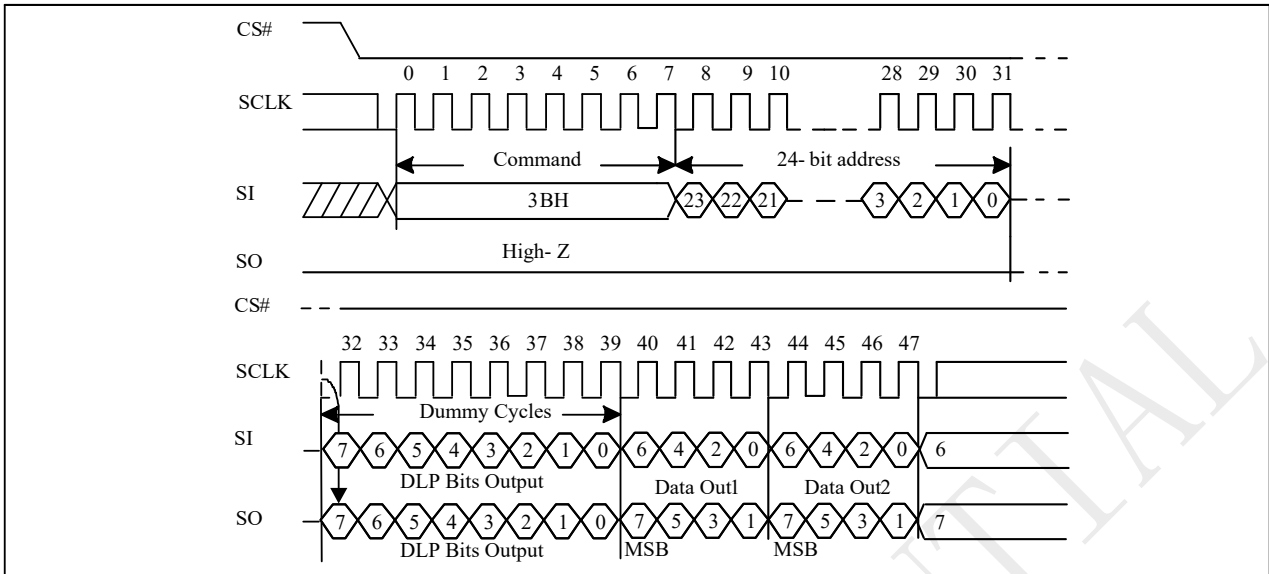 CS#
0 1 2 3 4 5 6 7 8 9 10 28 29 30 31
SCLK
Command 24- bit address
SI 3BH 23 22 21 3 2 1 0
High- Z
SO
CS#
32 33 34 35 36 37 38 39 40 41 42 43 44 45 46 47
SCLK
Dummy Cycles
SI 7 6 5 4 3 2 1 0 6 4 2 0 6 4 2 0 6
DLP Bits Output Data Out1 Data Out2
SO 7 6 5 4 3 2 1 0 7 5 3 1 7 5 3 1 7
DLP Bits Output MSB MSB
TIAL